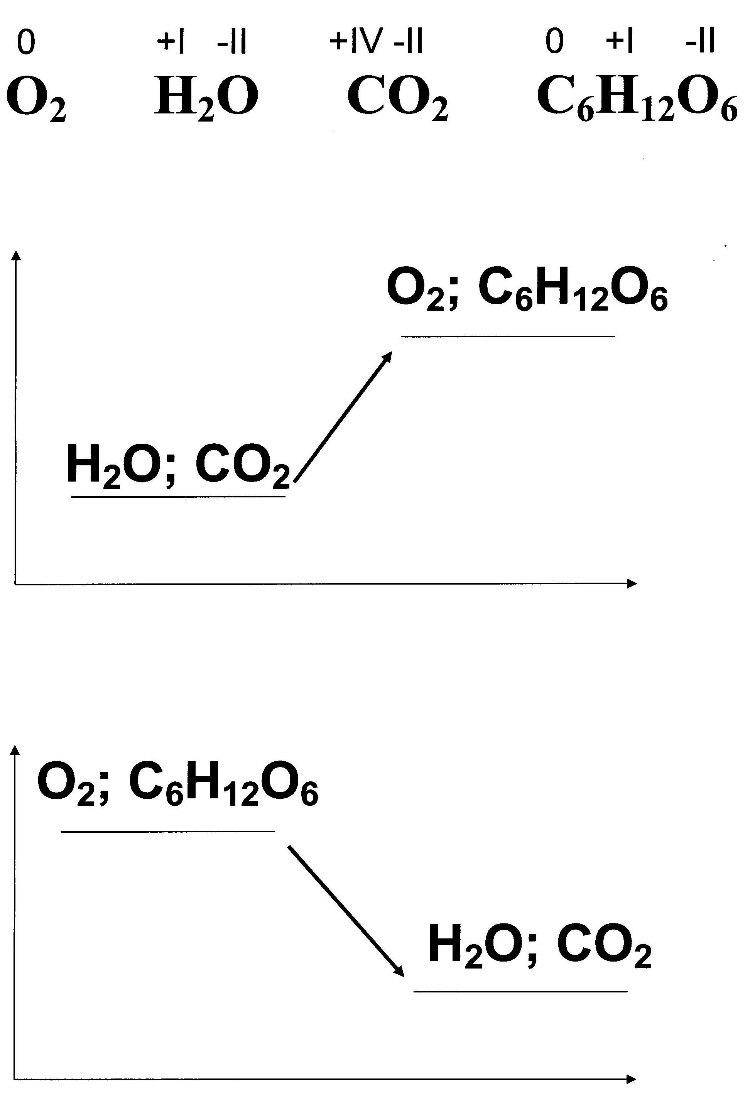 0 +I -II +IV -II 0 +I -II
O₂ H₂O CO₂ C₆H₁₂O₆
O₂; C₆H₁₂O₆
H₂O; CO₂
O₂; C₆H₁₂O₆
H₂O; CO₂